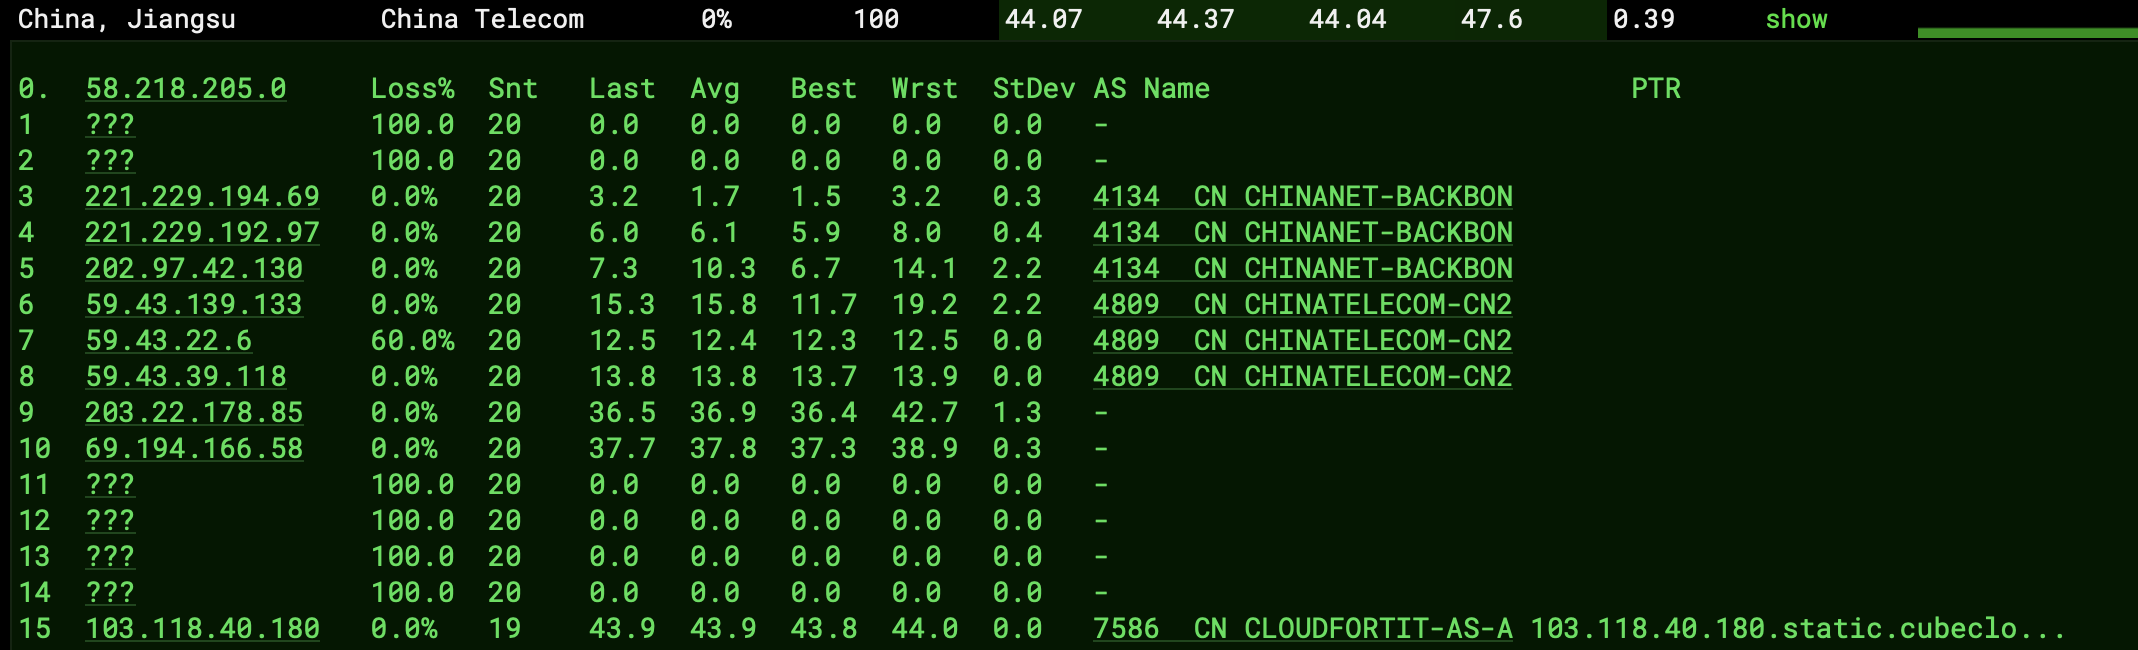 China, Jiangsu China Telecom 0% 100 44.07 44.37 44.04 47.6 0.39 show
0. 58.218.205.0 Loss% Snt Last Avg Best Wrst StDev AS Name PTR
1 ??? 100.0 20 0.0 0.0 0.0 0.0 0.0 -
2 ??? 100.0 20 0.0 0.0 0.0 0.0 0.0 -
3 221.229.194.69 0.0% 20 3.2 1.7 1.5 3.2 0.3 4134 CN CHINANET-BACKBON
4 221.229.192.97 0.0% 20 6.0 6.1 5.9 8.0 0.4 4134 CN CHINANET-BACKBON
5 202.97.42.130 0.0% 20 7.3 10.3 6.7 14.1 2.2 4134 CN CHINANET-BACKBON
6 59.43.139.133 0.0% 20 15.3 15.8 11.7 19.2 2.2 4809 CN CHINATELECOM-CN2
7 59.43.22.6 60.0% 20 12.5 12.4 12.3 12.5 0.0 4809 CN CHINATELECOM-CN2
8 59.43.39.118 0.0% 20 13.8 13.8 13.7 13.9 0.0 4809 CN CHINATELECOM-CN2
9 203.22.178.85 0.0% 20 36.5 36.9 36.4 42.7 1.3 -
10 69.194.166.58 0.0% 20 37.7 37.8 37.3 38.9 0.3 -
11 ??? 100.0 20 0.0 0.0 0.0 0.0 0.0 -
12 ??? 100.0 20 0.0 0.0 0.0 0.0 0.0 -
13 ??? 100.0 20 0.0 0.0 0.0 0.0 0.0 -
14 ??? 100.0 20 0.0 0.0 0.0 0.0 0.0 -
15 103.118.40.180 0.0% 19 43.9 43.9 43.8 44.0 0.0 7586 CN CLOUDFORTIT-AS-A 103.118.40.180.static.cubeclo...